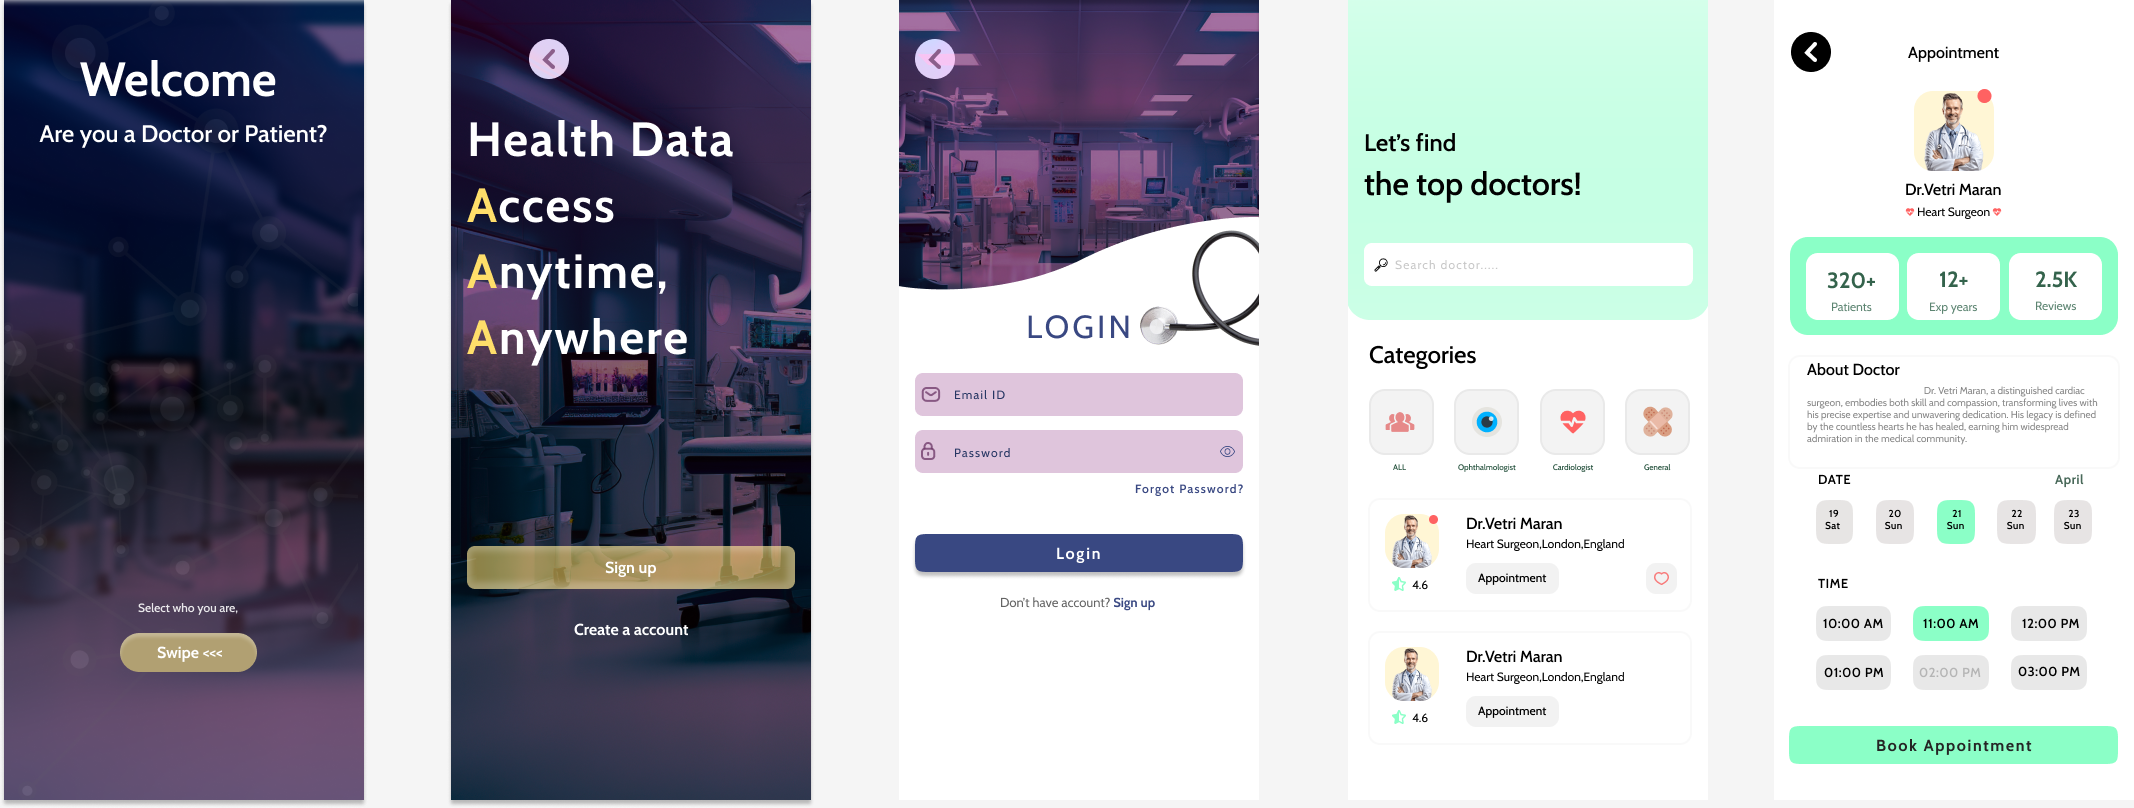 Welcome
Are you a Doctor or Patient?
Select who you are,
Swipe <<<
Health Data
Access
Anytime,
Anywhere
Sign up
Create a account
LOGIN
Email ID
Password
Forgot Password?
Login
Don't have account? Sign up
Let's find
the top doctors!
Search doctor.....
Categories
ALL
Ophthalmologist
Cardiologist
General
Dr.Vetri Maran
Heart Surgeon,London,England
Appointment
4.6
Dr.Vetri Maran
Heart Surgeon,London,England
Appointment
4.6
Appointment
Dr.Vetri Maran
Heart Surgeon
320+
Patients
12+
Exp years
2.5K
Reviews
About Doctor
Dr. Vetri Maran, a distinguished cardiac
surgeon, embodies both skill and compassion, transforming lives with
his precise expertise and unwavering dedication. His legacy is defined
by the countless hearts he has healed, earning him widespread
admiration in the medical community.
DATE
April
19
Sat
20
Sun
21
Sun
22
Sun
23
Sun
TIME
10:00 AM
11:00 AM
12:00 PM
01:00 PM
02:00 PM
03:00 PM
Book Appointment